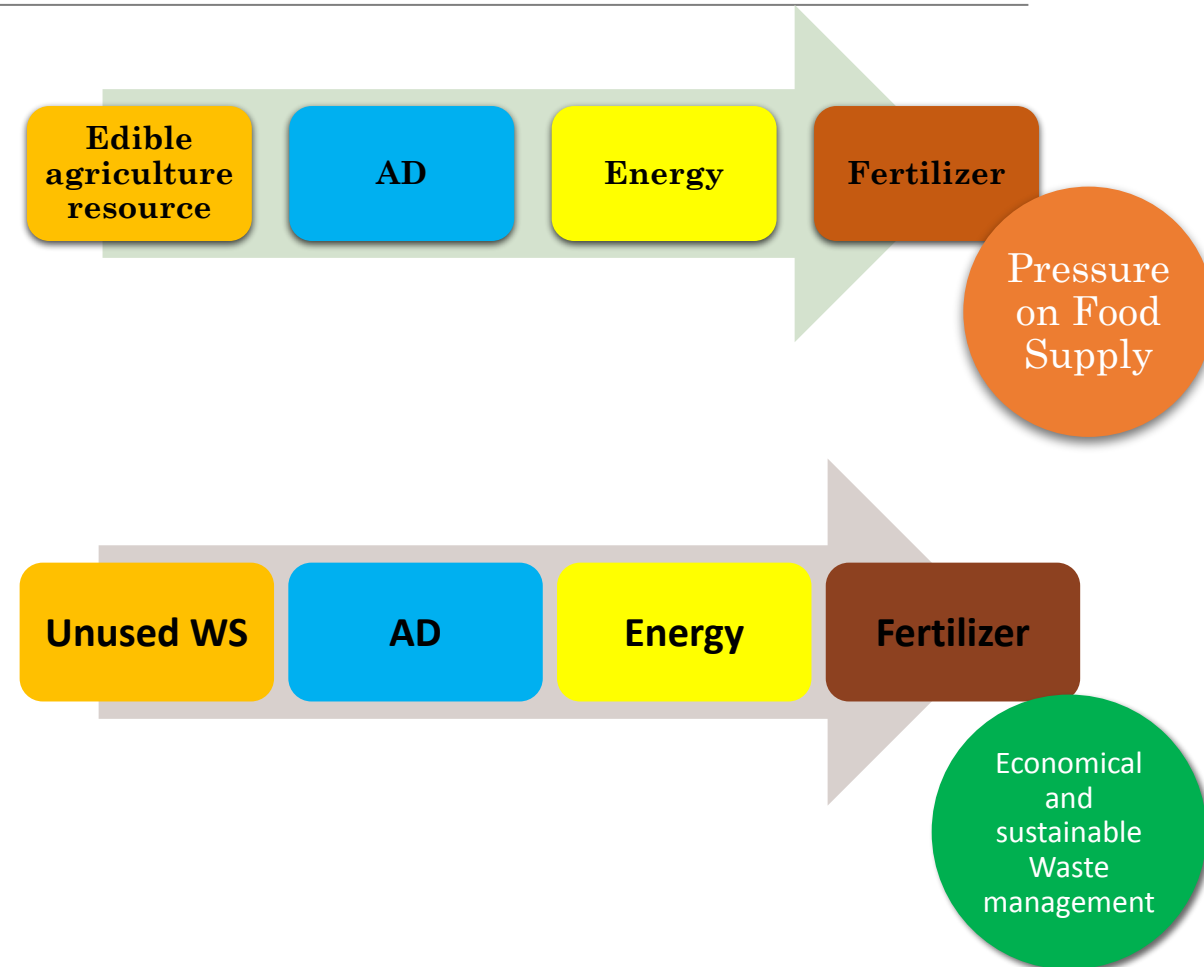 Edible
agriculture
resource
AD
Energy
Fertilizer
Pressure
on Food
Supply
Unused WS
AD
Energy
Fertilizer
Economical
and
sustainable
Waste
management